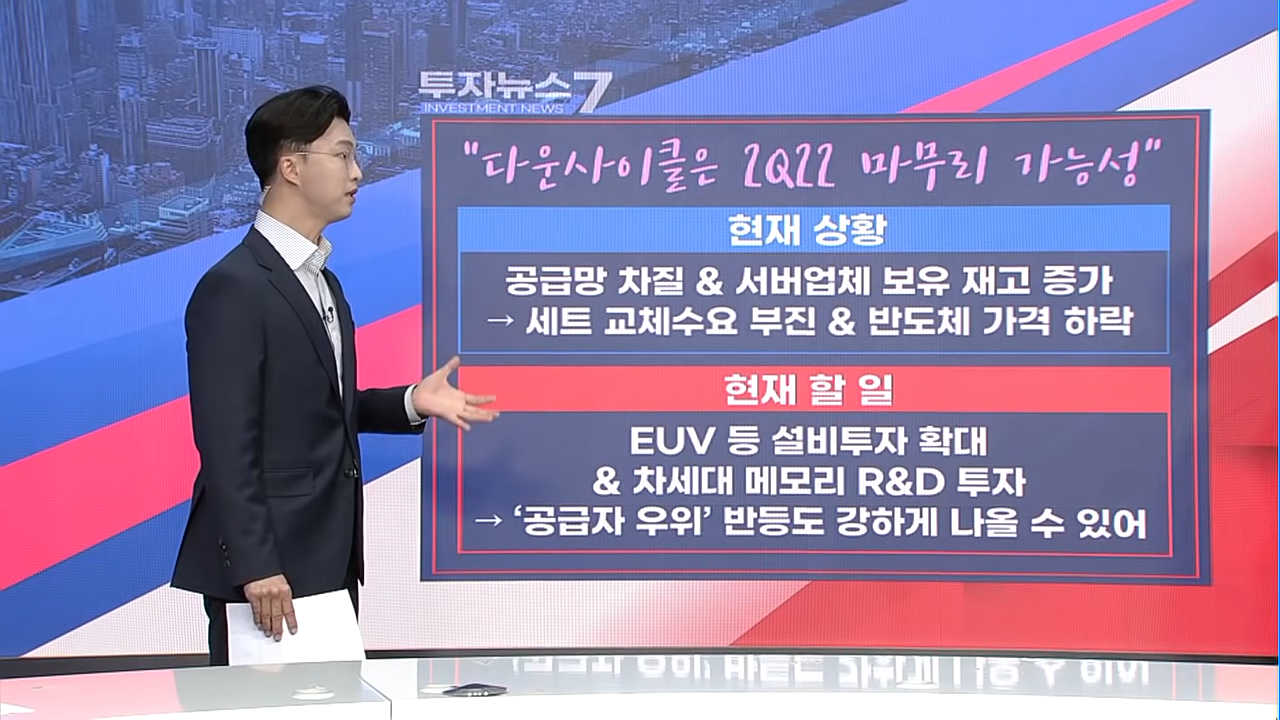 투자뉴스7
INVESTMENT NEWS
"다운사이클은 2Q22 마무리 가능성"
현재 상황
공급망 차질 & 서버업체 보유 재고 증가
→ 세트 교체수요 부진 & 반도체 가격 하락
현재 할 일
EUV 등 설비투자 확대
& 차세대 메모리 R&D 투자
→ ‘공급자 우위’ 반등도 강하게 나올 수 있어